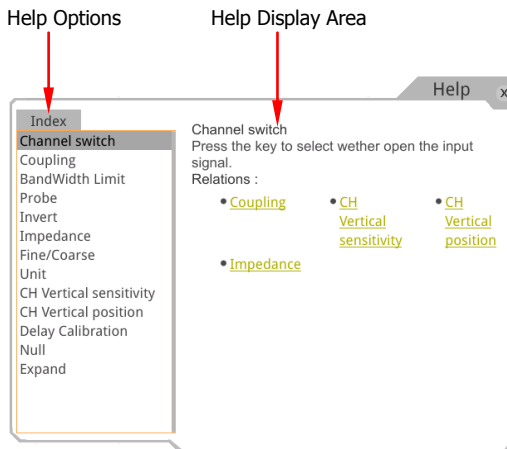 Help Options
Help Display Area
Help
x
Index
Channel switch
Coupling
BandWidth Limit
Probe
Invert
Impedance
Fine/Coarse
Unit
CH Vertical sensitivity
CH Vertical position
Delay Calibration
Null
Expand
Channel switch
Press the key to select wether open the input
signal.
Relations :
• Coupling
• CH
Vertical
sensitivity
• CH
Vertical
position
• Impedance